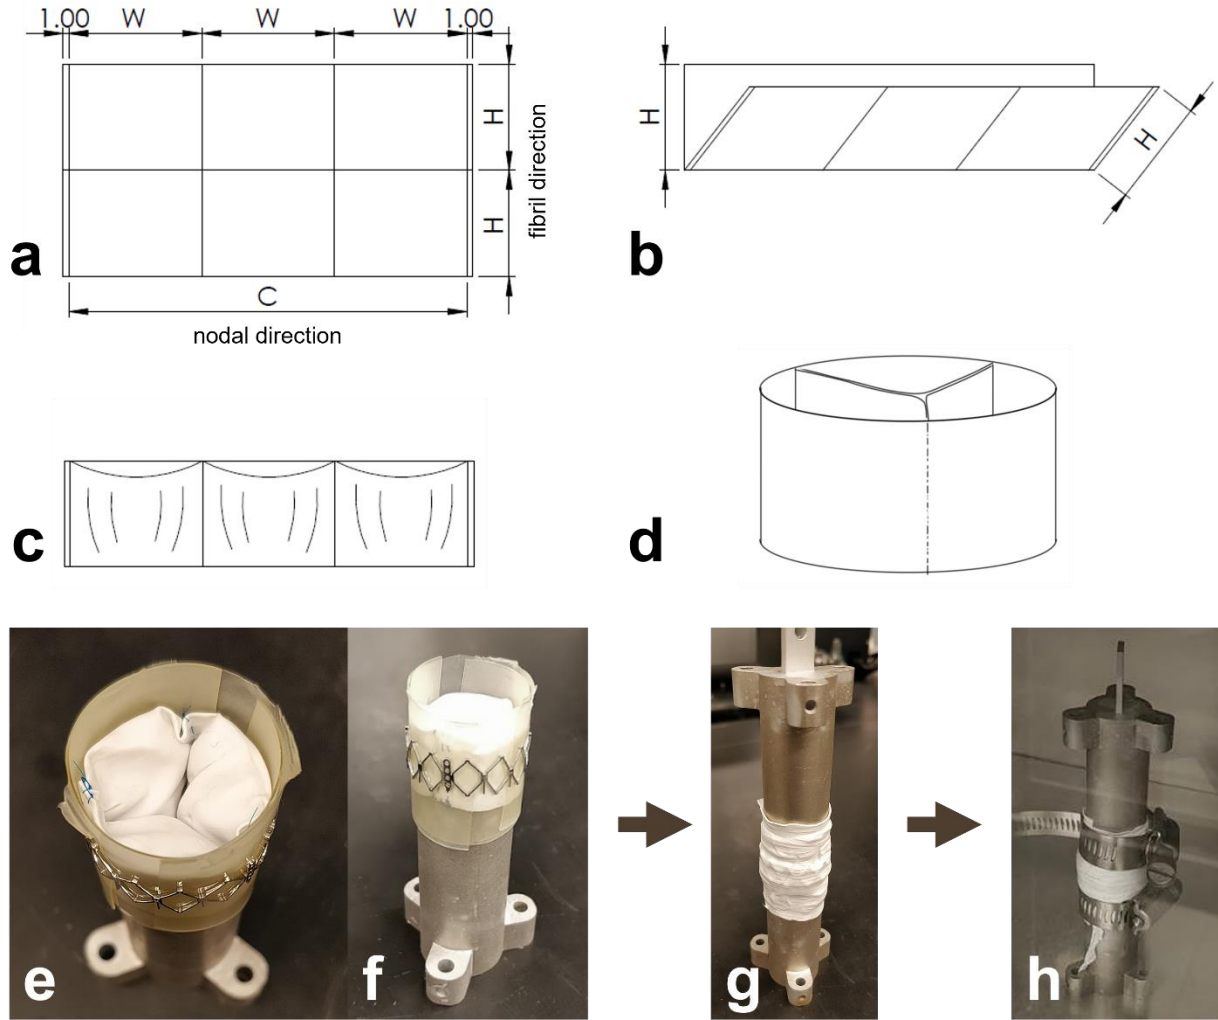 1.00 W W W 1.00
H
fibril direction
H
C
nodal direction
a
H
H
b
c
d
e
f
g
h